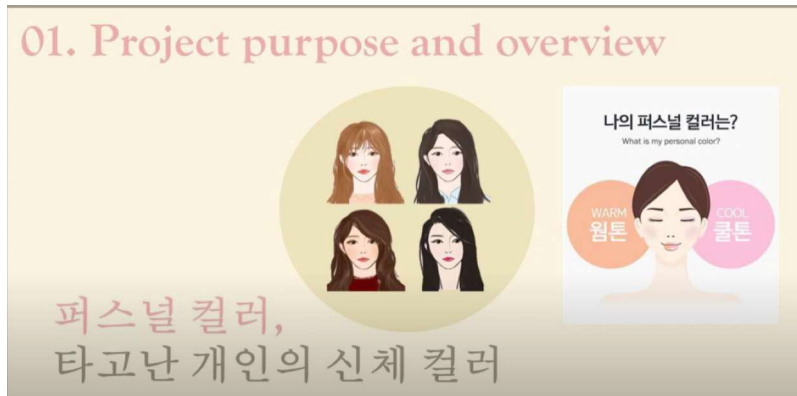 01. Project purpose and overview
나의 퍼스널 컬러는?
What is my personal color?
WARM
웜톤
COOL
쿨톤
퍼스널 컬러,
타고난 개인의 신체 컬러